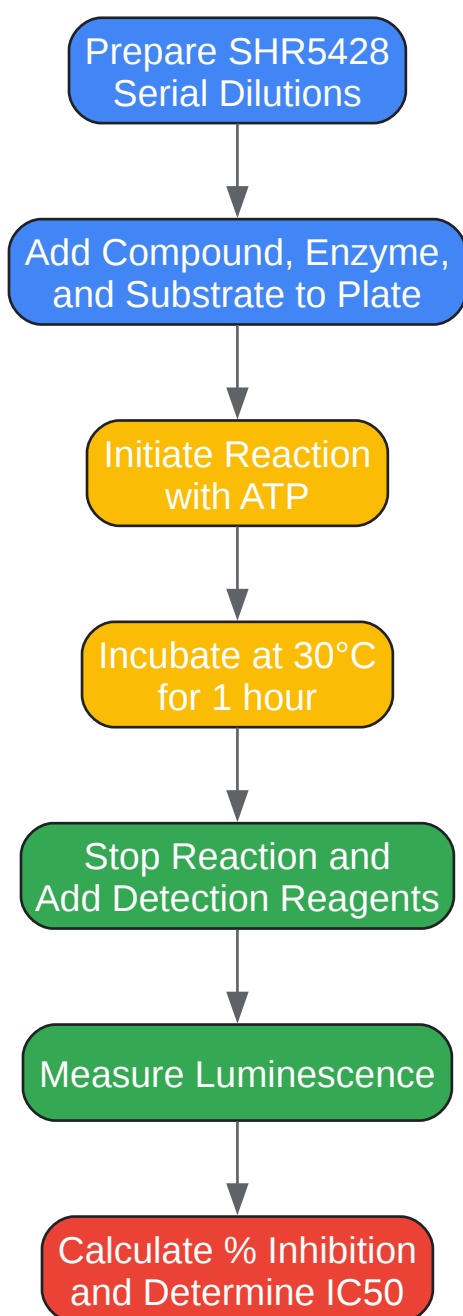 Prepare SHR5428
Serial Dilutions
Add Compound, Enzyme,
and Substrate to Plate
Initiate Reaction
with ATP
Incubate at 30°C
for 1 hour
Stop Reaction and
Add Detection Reagents
Measure Luminescence
Calculate % Inhibition
and Determine IC50